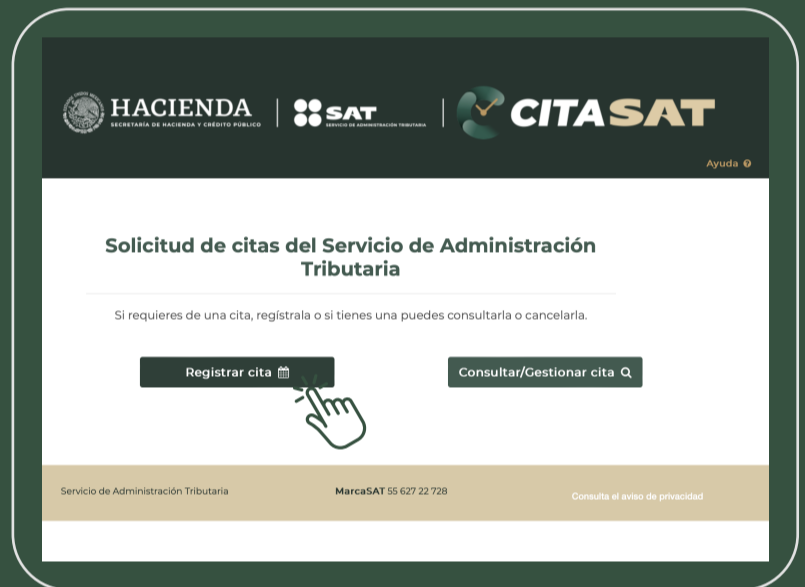 HACIENDA
SECRETARÍA DE HACIENDA Y CRÉDITO PÚBLICO
SAT
SERVICIO DE ADMINISTRACIÓN TRIBUTARIA
CITASAT
Ayuda
Solicitud de citas del Servicio de Administración
Tributaria
Si requieres de una cita, regístrala o si tienes una puedes consultarla o cancelarla.
Registrar cita
Consultar/Gestionar cita
Servicio de Administración Tributaria
MarcaSAT 55 627 22 728
Consulta el aviso de privacidad